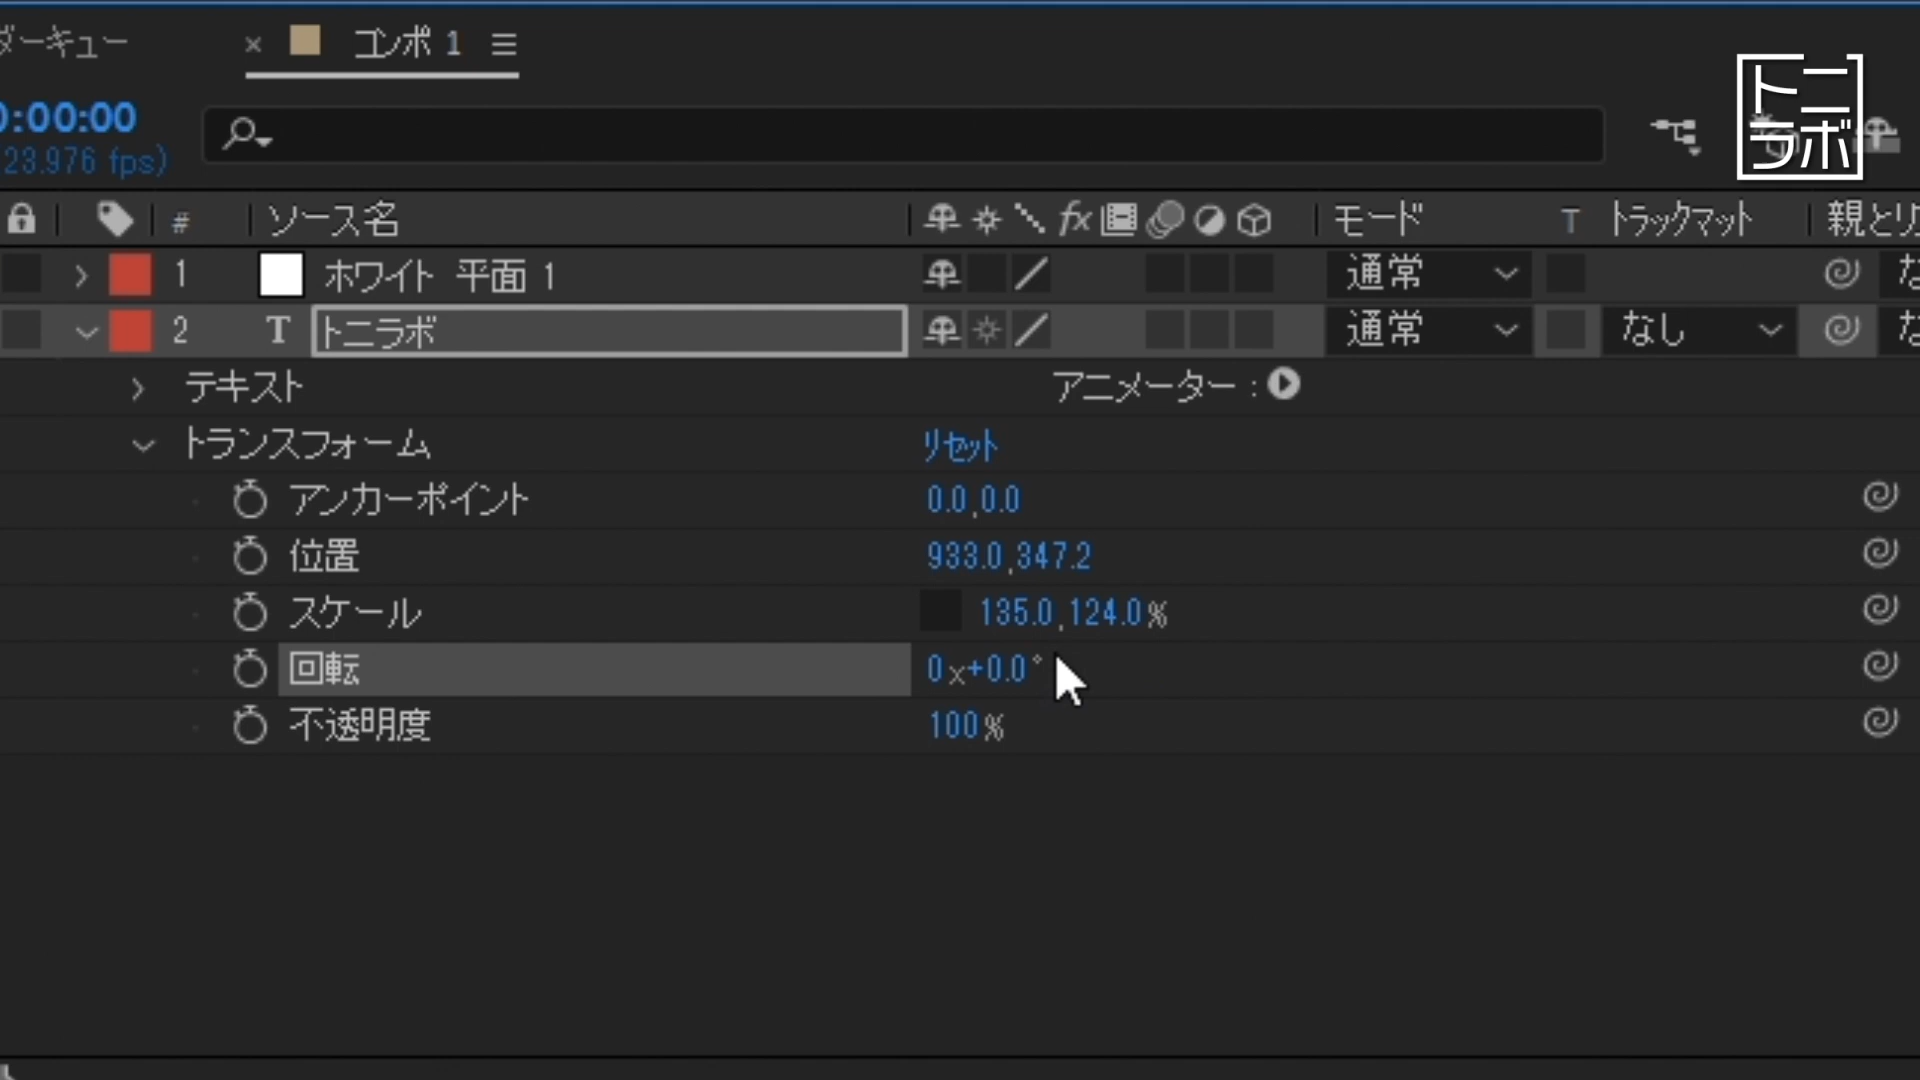 ダーキュー
× コンポ 1
0:00:00
23.976 fps)
トニ
ラボ
# ソース名 fx モード T トラックマット 親とリ
1 ホワイト 平面 1 通常 な
2 T トニラボ 通常 なし な
テキスト アニメーター :
トランスフォーム リセット
アンカーポイント 0.0,0.0
位置 933.0,347.2
スケール 135.0,124.0%
回転 0x+0.0°
不透明度 100%